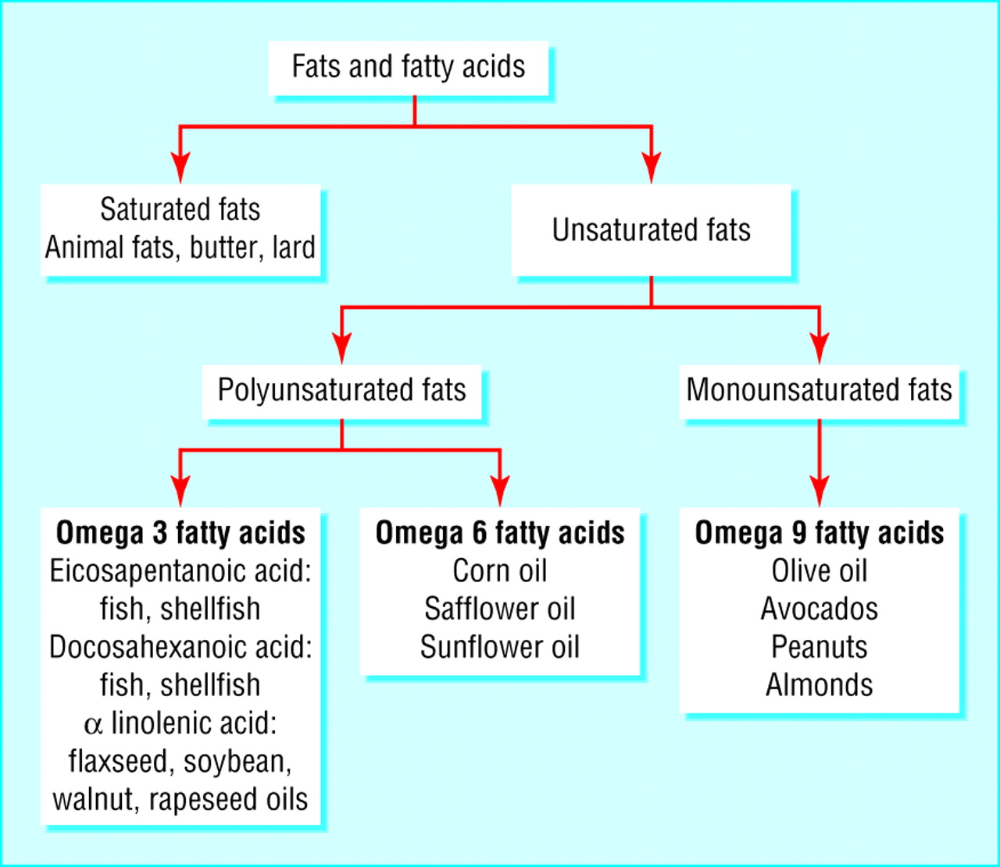 Fats and fatty acids
Saturated fats
Animal fats, butter, lard
Unsaturated fats
Polyunsaturated fats
Monounsaturated fats
Omega 3 fatty acids
Eicosapentanoic acid:
fish, shellfish
Docosahexanoic acid:
fish, shellfish
α linolenic acid:
flaxseed, soybean,
walnut, rapeseed oils
Omega 6 fatty acids
Corn oil
Safflower oil
Sunflower oil
Omega 9 fatty acids
Olive oil
Avocados
Peanuts
Almonds